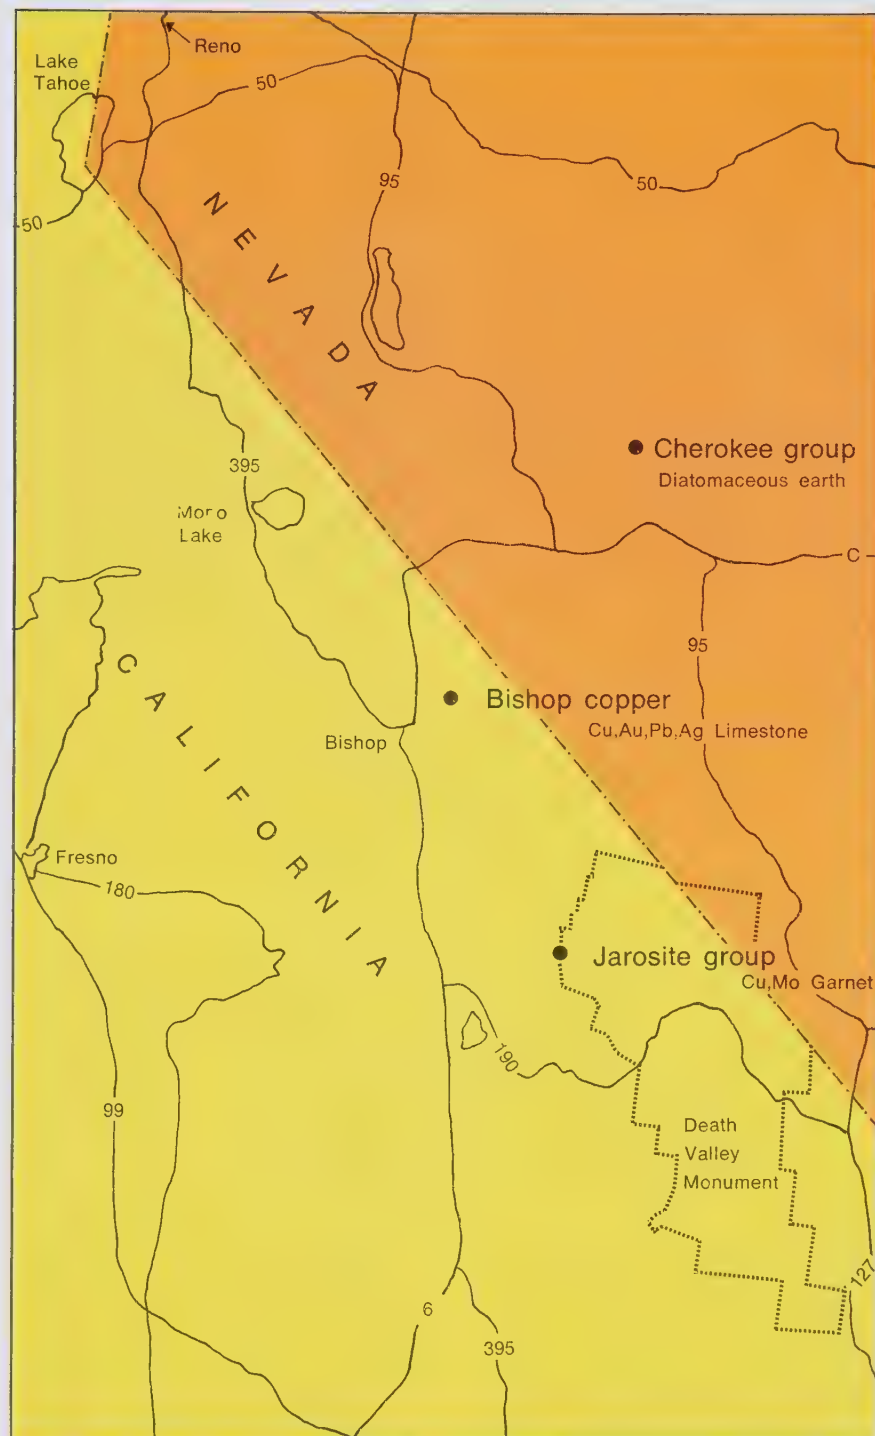 Reno
Lake
Tahoe
50
95
50
50
NEVADA
Cherokee group
Diatomaceous earth
395
Mono
Lake
C
95
CALIFORNIA
Bishop copper
Cu,Au,Pb,Ag Limestone
Bishop
Fresno
180
Jarosite group
Cu,Mo Garnet
190
99
Death
Valley
Monument
127
6
395